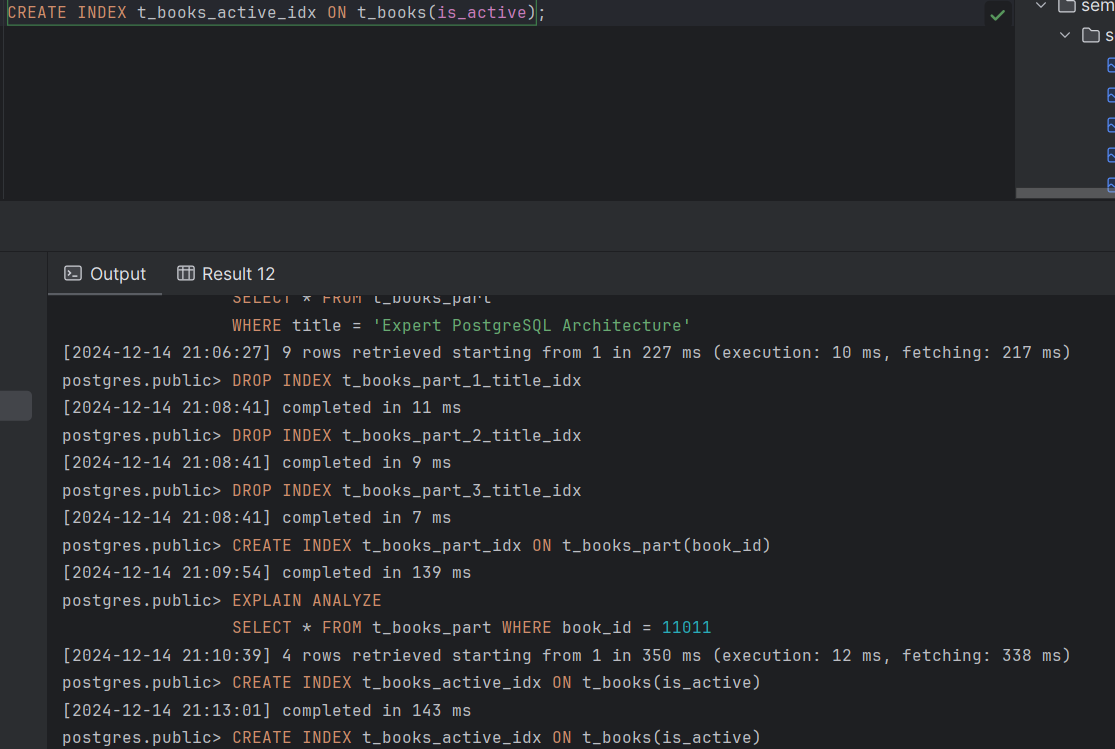 CREATE INDEX t_books_active_idx ON t_books(is_active);
sem
s
Output
Result 12
SELECT * FROM t_books_part
WHERE title = 'Expert PostgreSQL Architecture'
[2024-12-14 21:06:27] 9 rows retrieved starting from 1 in 227 ms (execution: 10 ms, fetching: 217 ms)
postgres.public> DROP INDEX t_books_part_1_title_idx
[2024-12-14 21:08:41] completed in 11 ms
postgres.public> DROP INDEX t_books_part_2_title_idx
[2024-12-14 21:08:41] completed in 9 ms
postgres.public> DROP INDEX t_books_part_3_title_idx
[2024-12-14 21:08:41] completed in 7 ms
postgres.public> CREATE INDEX t_books_part_idx ON t_books_part(book_id)
[2024-12-14 21:09:54] completed in 139 ms
postgres.public> EXPLAIN ANALYZE
SELECT * FROM t_books_part WHERE book_id = 11011
[2024-12-14 21:10:39] 4 rows retrieved starting from 1 in 350 ms (execution: 12 ms, fetching: 338 ms)
postgres.public> CREATE INDEX t_books_active_idx ON t_books(is_active)
[2024-12-14 21:13:01] completed in 143 ms
postgres.public> CREATE INDEX t_books_active_idx ON t_books(is_active)